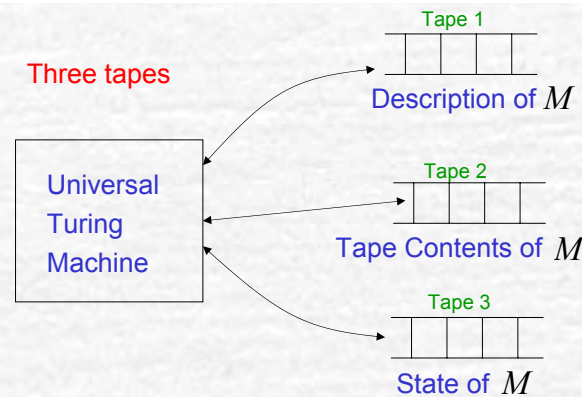 Three tapes
Tape 1
Description of M
Universal
Turing
Machine
Tape 2
Tape Contents of M
Tape 3
State of M